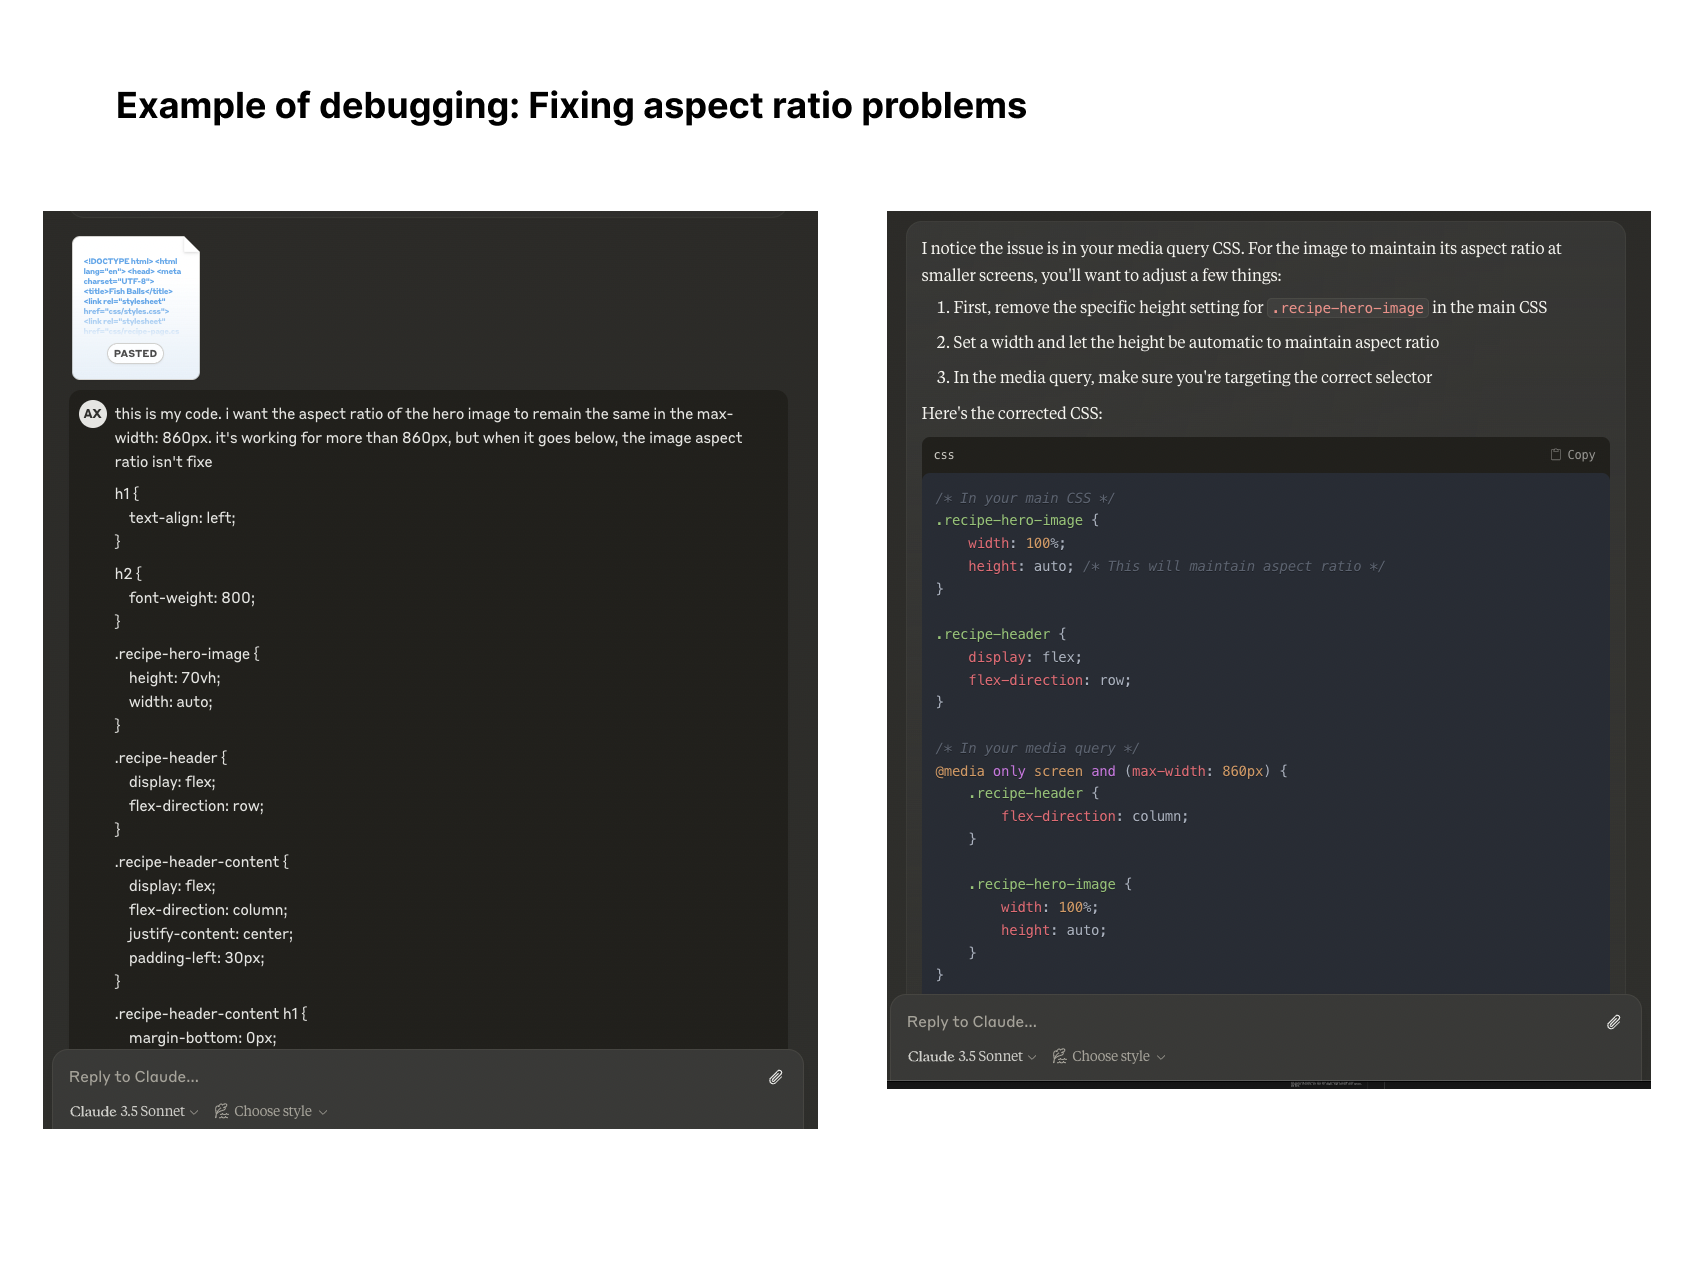 Example of debugging: Fixing aspect ratio problems
<!DOCTYPE html> <html
lang="en"> <head> <meta
charset="UTF-8">
<title>Fish Balls</title>
<link rel="stylesheet"
href="css/styles.css">
<link rel="stylesheet"
href="css/recipe-page.cs
PASTED
AX
this is my code. i want the aspect ratio of the hero image to remain the same in the max-
width: 860px. it's working for more than 860px, but when it goes below, the image aspect
ratio isn't fixe
h1 {
text-align: left;
}
h2 {
font-weight: 800;
}
.recipe-hero-image {
height: 70vh;
width: auto;
}
.recipe-header {
display: flex;
flex-direction: row;
}
.recipe-header-content {
display: flex;
flex-direction: column;
justify-content: center;
padding-left: 30px;
}
.recipe-header-content h1 {
margin-bottom: 0px;
Reply to Claude...
Claude 3.5 Sonnet
Choose style
I notice the issue is in your media query CSS. For the image to maintain its aspect ratio at
smaller screens, you'll want to adjust a few things:
1. First, remove the specific height setting for .recipe-hero-image in the main CSS
2. Set a width and let the height be automatic to maintain aspect ratio
3. In the media query, make sure you're targeting the correct selector
Here's the corrected CSS:
css
Copy
/* In your main CSS */
.recipe-hero-image {
width: 100%;
height: auto; /* This will maintain aspect ratio */
}
.recipe-header {
display: flex;
flex-direction: row;
}
/* In your media query */
@media only screen and (max-width: 860px) {
.recipe-header {
flex-direction: column;
}
.recipe-hero-image {
width: 100%;
height: auto;
}
}
Reply to Claude...
Claude 3.5 Sonnet
Choose style